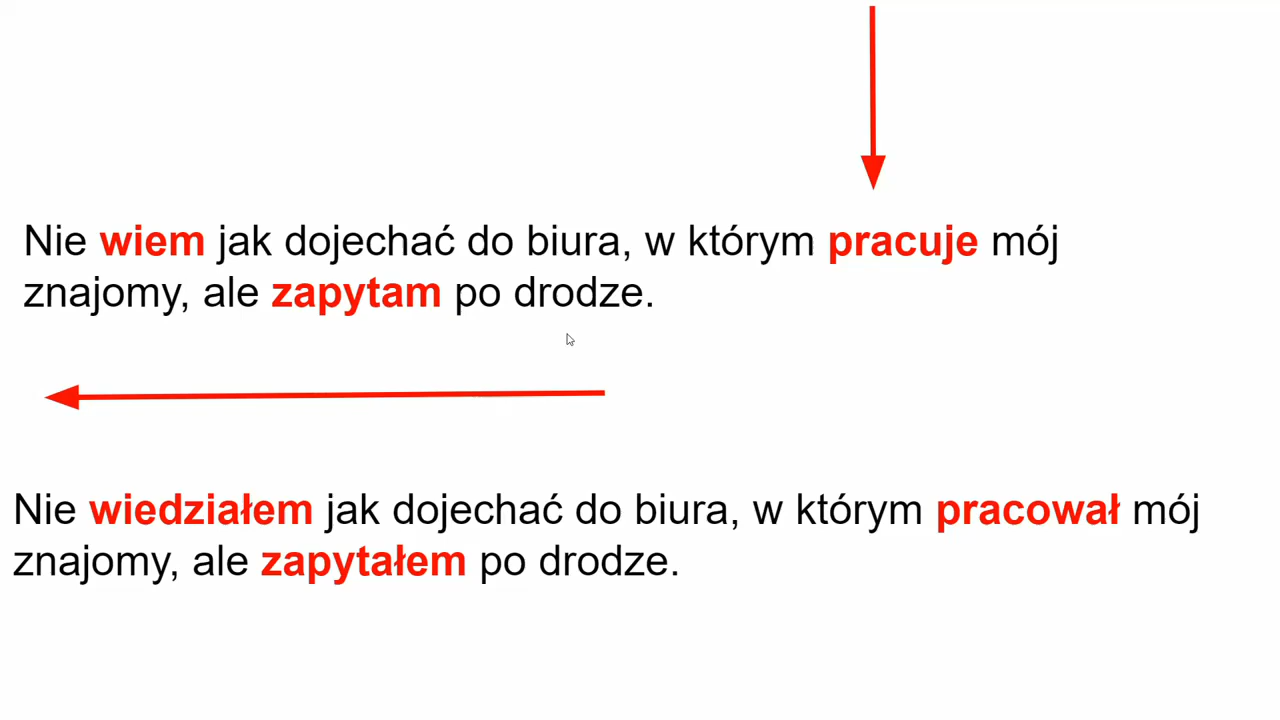 Nie wiem jak dojechać do biura, w którym pracuje mój
znajomy, ale zapytam po drodze.
Nie wiedziałem jak dojechać do biura, w którym pracował mój
znajomy, ale zapytałem po drodze.